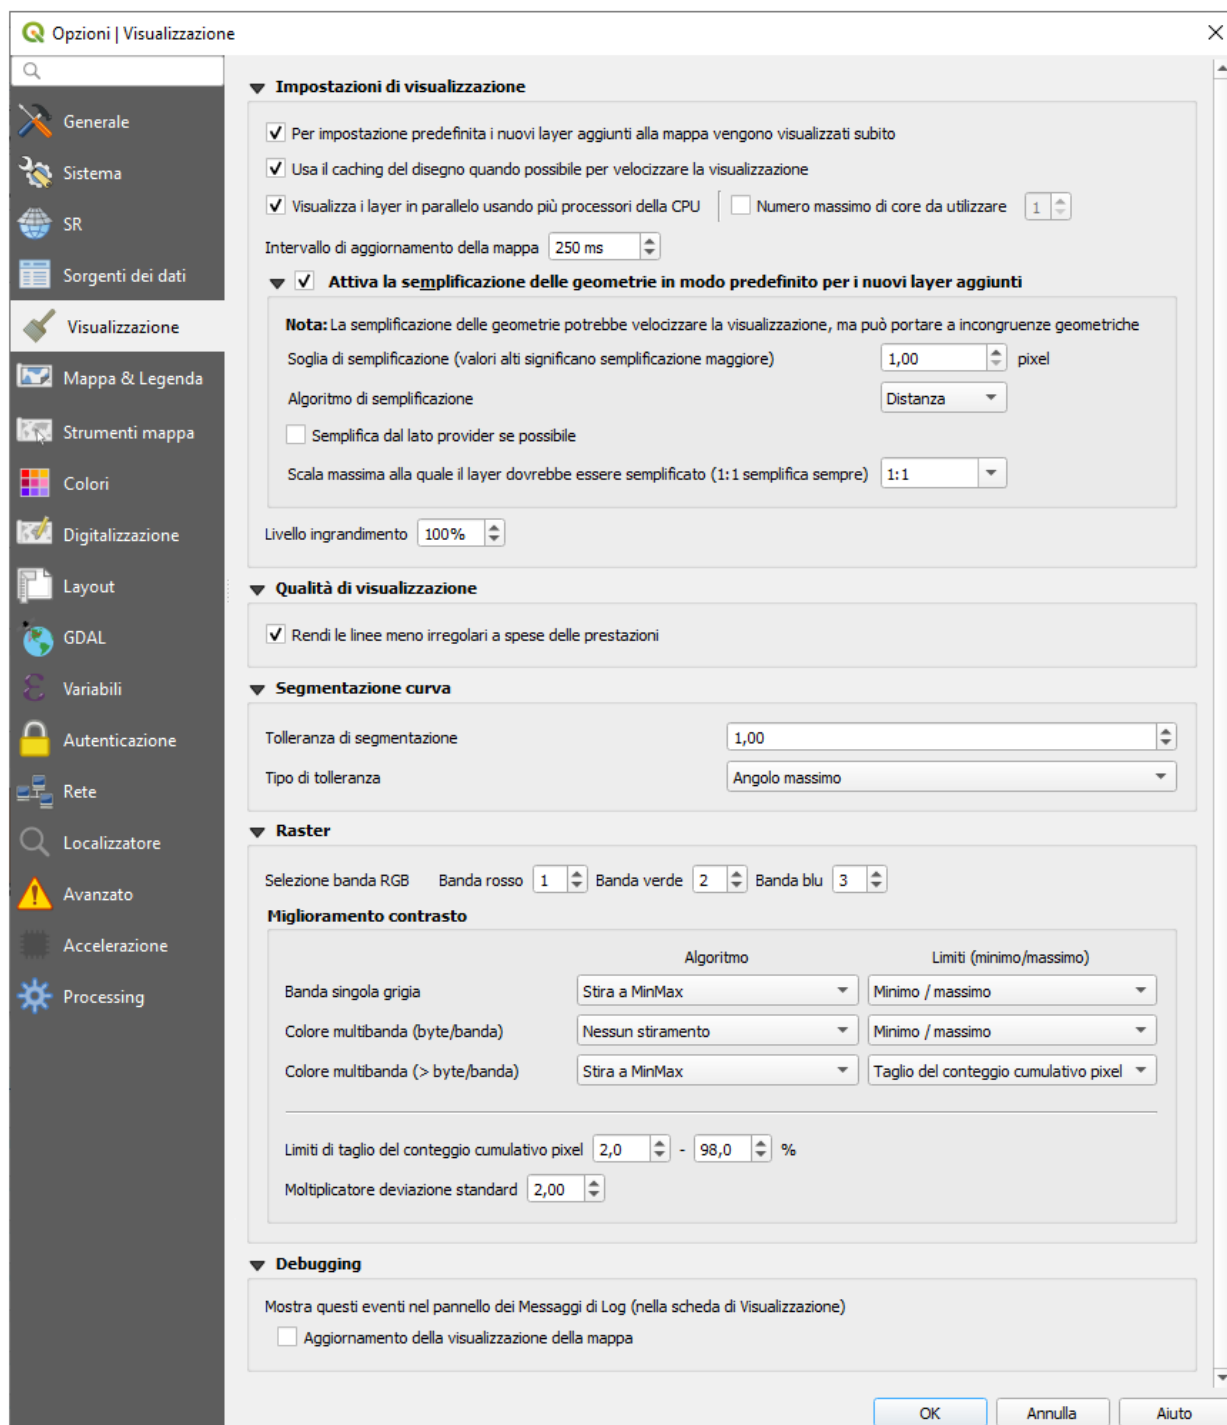 Opzioni | Visualizzazione
Generale
Sistema
SR
Sorgenti dei dati
Visualizzazione
Mappa & Legenda
Strumenti mappa
Colori
Digitalizzazione
Layout
GDAL
Variabili
Autenticazione
Rete
Localizzatore
Avanzato
Accelerazione
Processing
Impostazioni di visualizzazione
Per impostazione predefinita i nuovi layer aggiunti alla mappa vengono visualizzati subito
Usa il caching del disegno quando possibile per velocizzare la visualizzazione
Visualizza i layer in parallelo usando più processori della CPU Numero massimo di core da utilizzare 1
Intervallo di aggiornamento della mappa 250 ms
Attiva la semplificazione delle geometrie in modo predefinito per i nuovi layer aggiunti
Nota: La semplificazione delle geometrie potrebbe velocizzare la visualizzazione, ma può portare a incongruenze geometriche
Soglia di semplificazione (valori alti significano semplificazione maggiore) 1,00 pixel
Algoritmo di semplificazione Distanza
Semplifica dal lato provider se possibile
Scala massima alla quale il layer dovrebbe essere semplificato (1:1 semplifica sempre) 1:1
Livello ingrandimento 100%
Qualità di visualizzazione
Rendi le linee meno irregolari a spese delle prestazioni
Segmentazione curva
Tolleranza di segmentazione 1,00
Tipo di tolleranza Angolo massimo
Raster
Selezione banda RGB Banda rosso 1 Banda verde 2 Banda blu 3
Miglioramento contrasto
Algoritmo Limiti (minimo/massimo)
Banda singola grigia Stira a MinMax Minimo / massimo
Colore multibanda (byte/banda) Nessun stiramento Minimo / massimo
Colore multibanda (> byte/banda) Stira a MinMax Taglio del conteggio cumulativo pixel
Limiti di taglio del conteggio cumulativo pixel 2,0 - 98,0 %
Moltiplicatore deviazione standard 2,00
Debugging
Mostra questi eventi nel pannello dei Messaggi di Log (nella scheda di Visualizzazione)
Aggiornamento della visualizzazione della mappa
OK Annulla Aiuto